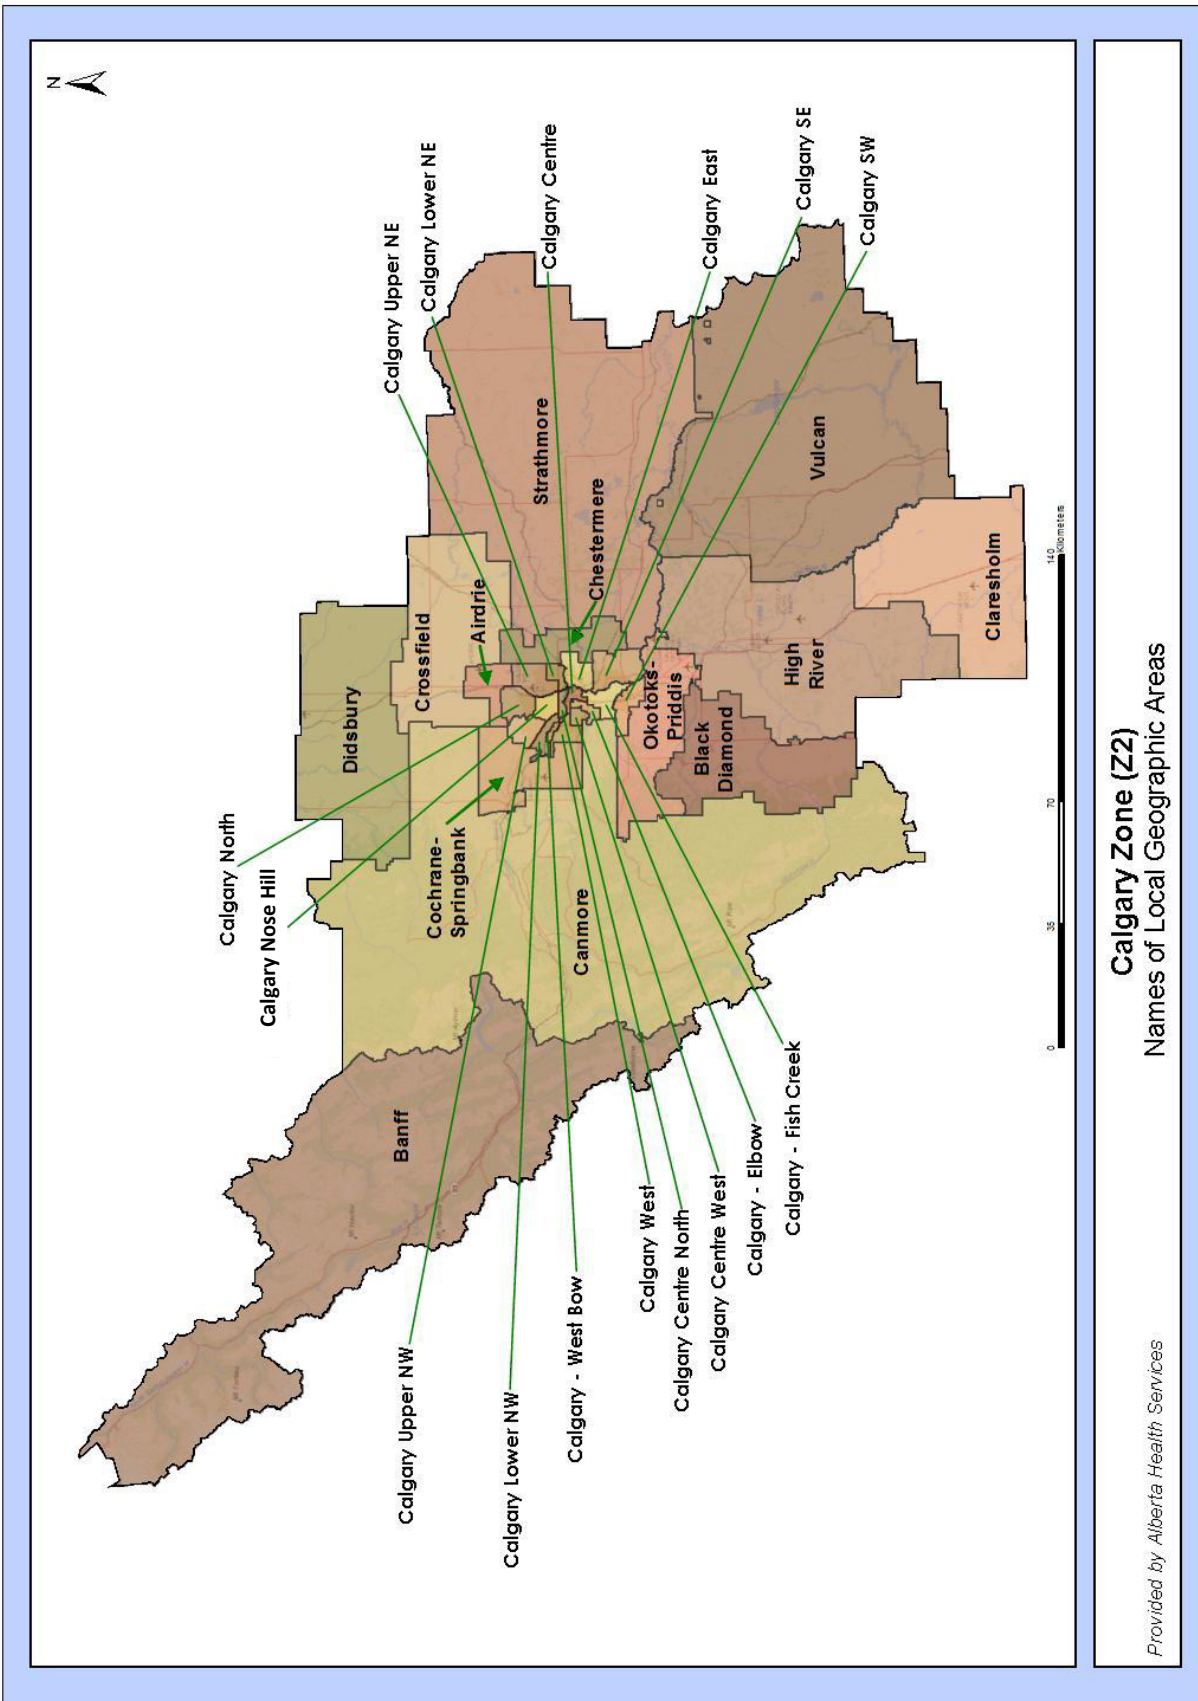 N
Calgary North
Calgary Nose Hill
Calgary Upper NE
Calgary Lower NE
Calgary Centre
Calgary East
Calgary SE
Calgary SW
Didsbury
Crossfield
Airdrie
Cochrane-
Springbank
Strathmore
Chestermere
Canmore
Banff
Okotoks-
Priddis
Black
Diamond
High
River
Vulcan
Claresholm
Calgary Upper NW
Calgary Lower NW
Calgary - West Bow
Calgary West
Calgary Centre North
Calgary Centre West
Calgary - Elbow
Calgary - Fish Creek
0 35 70 140
Kilometers
Calgary Zone (Z2)
Names of Local Geographic Areas
Provided by Alberta Health Services